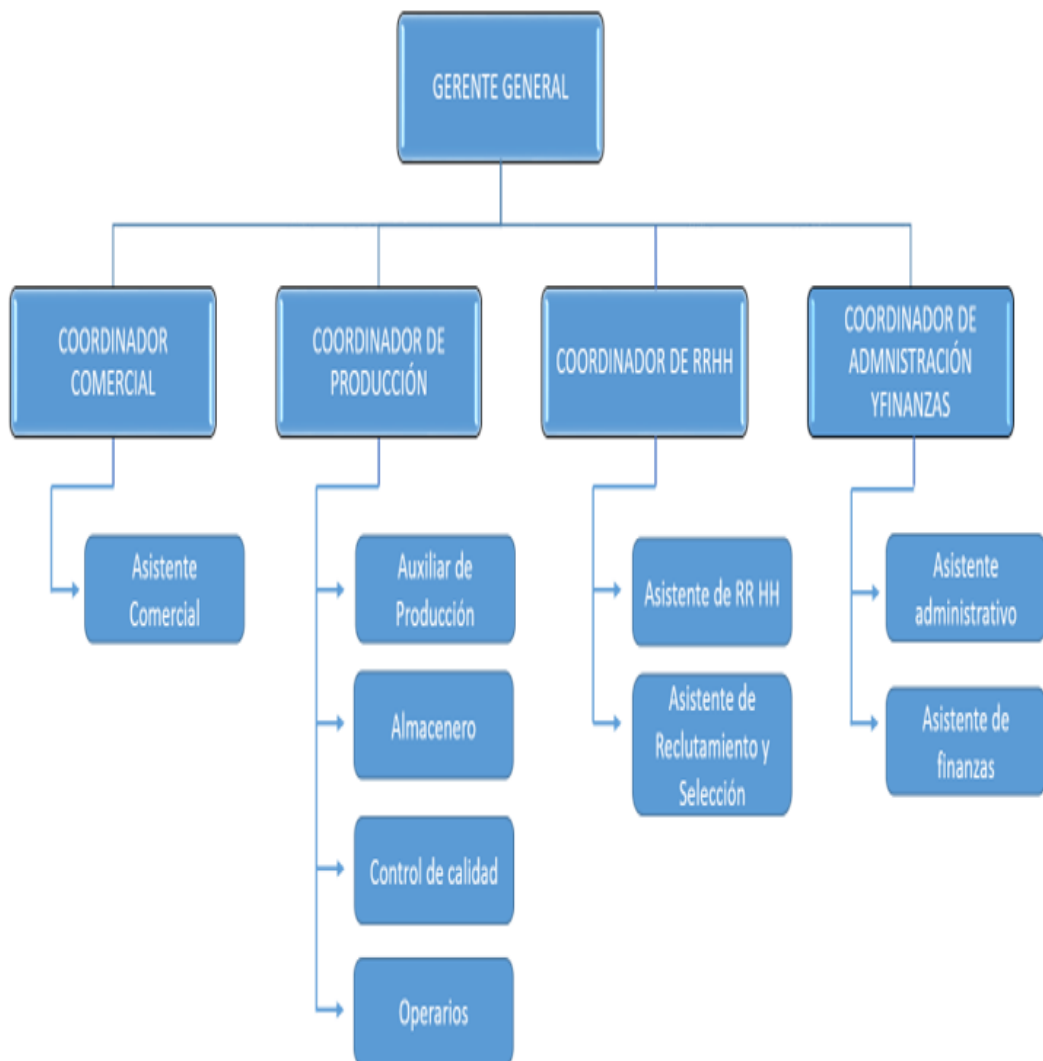 GERENTE GENERAL
COORDINADOR
COMERCIAL
COORDINADOR DE
PRODUCCIÓN
COORDINADOR DE RRHH
COORDINADOR DE
ADMNISTRACIÓN
YFINANZAS
Asistente
Comercial
Auxiliar de
Producción
Almacenero
Control de calidad
Operarios
Asistente de RR HH
Asistente de
Reclutamiento y
Selección
Asistente
administrativo
Asistente de
finanzas